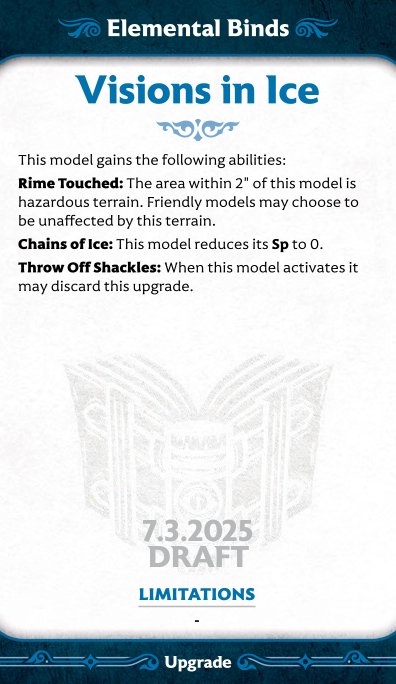 Elemental Binds
Visions in Ice
This model gains the following abilities:
Rime Touched: The area within 2" of this model is
hazardous terrain. Friendly models may choose to
be unaffected by this terrain.
Chains of Ice: This model reduces its Sp to 0.
Throw Off Shackles: When this model activates it
may discard this upgrade.
7.3.2025
DRAFT
LIMITATIONS
-
Upgrade